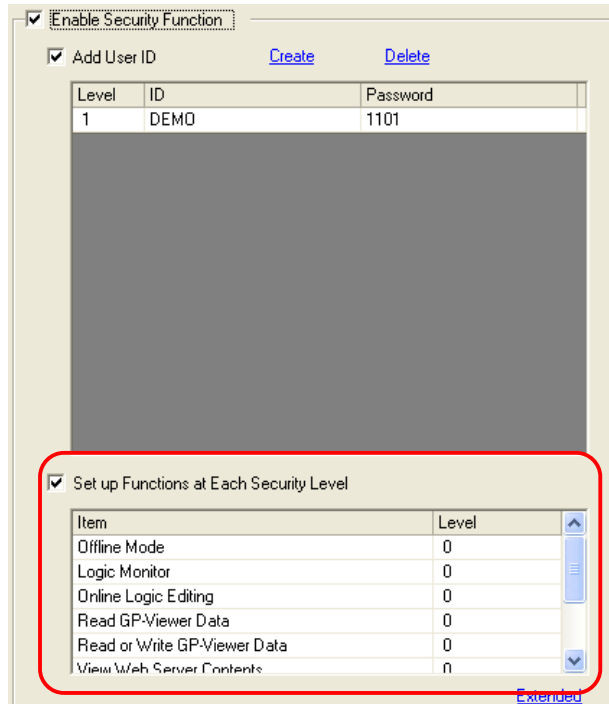 Enable Security Function
Add User ID Create Delete
Level ID Password
1 DEMO 1101
Set up Functions at Each Security Level
Item Level
Offline Mode 0
Logic Monitor 0
Online Logic Editing 0
Read GP-Viewer Data 0
Read or Write GP-Viewer Data 0
View Web Server Contents 0
Extended